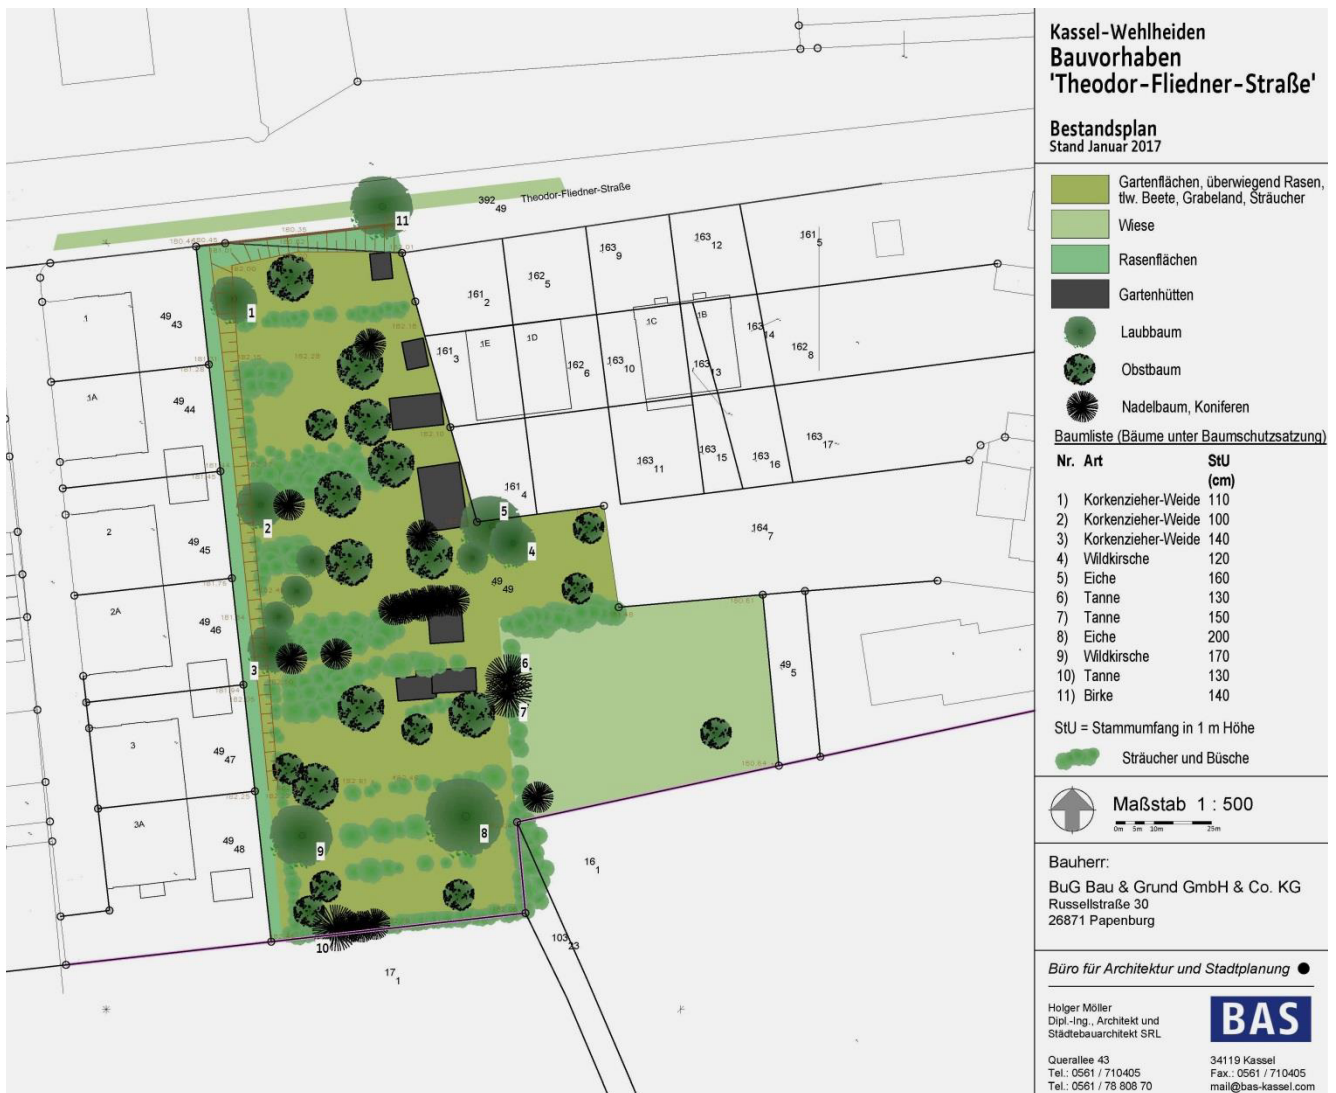 Kassel-Wehlheiden
Bauvorhaben
'Theodor-Fliedner-Straße'
Bestandsplan
Stand Januar 2017
Gartenflächen, überwiegend Rasen,
tlw. Beete, Grabeland, Sträucher
Wiese
Rasenflächen
Gartenhütten
Laubbaum
Obstbaum
Nadelbaum, Koniferen
Baumliste (Bäume unter Baumschutzsatzung)
Nr. Art StU
(cm)
1) Korkenzieher-Weide 110
2) Korkenzieher-Weide 100
3) Korkenzieher-Weide 140
4) Wildkirsche 120
5) Eiche 160
6) Tanne 130
7) Tanne 150
8) Eiche 200
9) Wildkirsche 170
10) Tanne 130
11) Birke 140
StU = Stammumfang in 1 m Höhe
Sträucher und Büsche
Maßstab 1 : 500
0m 5m 10m 25m
Bauherr:
BuG Bau & Grund GmbH & Co. KG
Russellstraße 30
26871 Papenburg
Büro für Architektur und Stadtplanung
Holger Möller
Dipl.-Ing., Architekt und
Städtebauarchitekt SRL
BAS
Querallee 43
Tel.: 0561 / 710405
Tel.: 0561 / 78 808 70
34119 Kassel
Fax.: 0561 / 710405
mail@bas-kassel.com
392
49
Theodor-Fliedner-Straße
11
163
12
161
5
163
9
162
5
161
2
1
49
43
1
163
14
162
8
1C
1B
1E
1D
161
3
162
6
163
10
163
13
1A
49
44
163
17
163
11
163
15
163
16
161
4
2
49
45
2
5
4
164
7
49
49
2A
49
46
3
6
49
5
7
3
49
47
3A
49
48
9
8
16
1
10
103
23
17
1